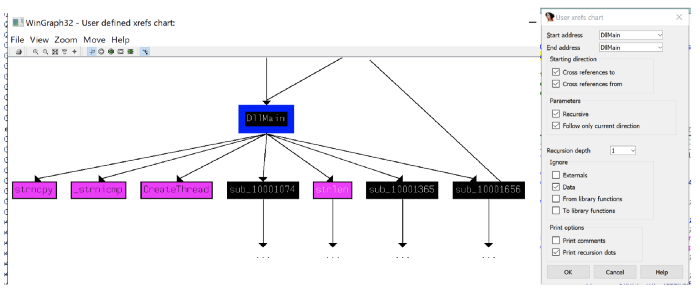 WinGraph32 - User defined xrefs chart:
File View Zoom Move Help
DllMain
strncpy
_strnicmp
CreateThread
sub_10001074
strlen
sub_10001365
sub_10001656
...
...
...
...
User xrefs chart
Start address DllMain
End address DllMain
Starting direction
Cross references to
Cross references from
Parameters
Recursive
Follow only current direction
Recursion depth 1
Ignore
Externals
Data
From library functions
To library functions
Print options
Print comments
Print recursion dots
OK Cancel Help